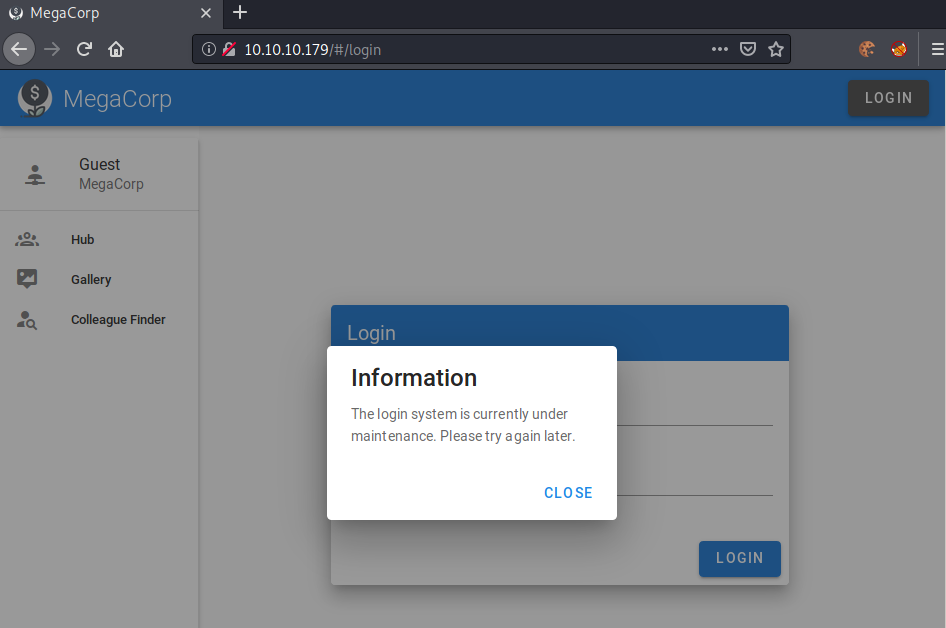 MegaCorp
10.10.10.179/#/login
MegaCorp
LOGIN
Guest
MegaCorp
Hub
Gallery
Colleague Finder
Login
Information
The login system is currently under
maintenance. Please try again later.
CLOSE
LOGIN